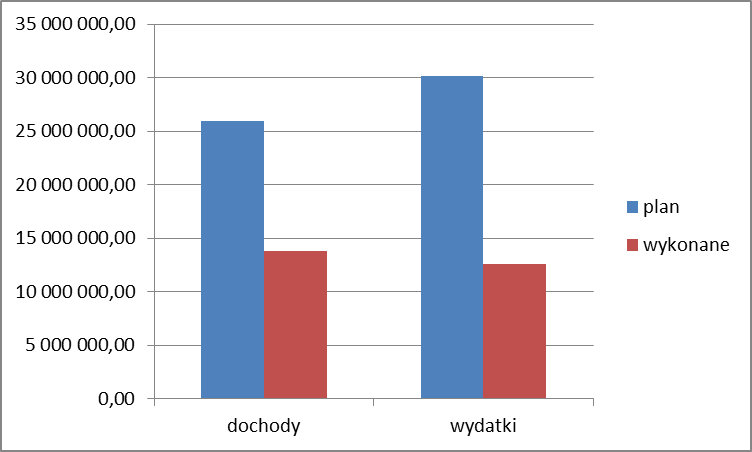 35 000 000,00
30 000 000,00
25 000 000,00
20 000 000,00
15 000 000,00
10 000 000,00
5 000 000,00
0,00
dochody
wydatki
plan
wykonane